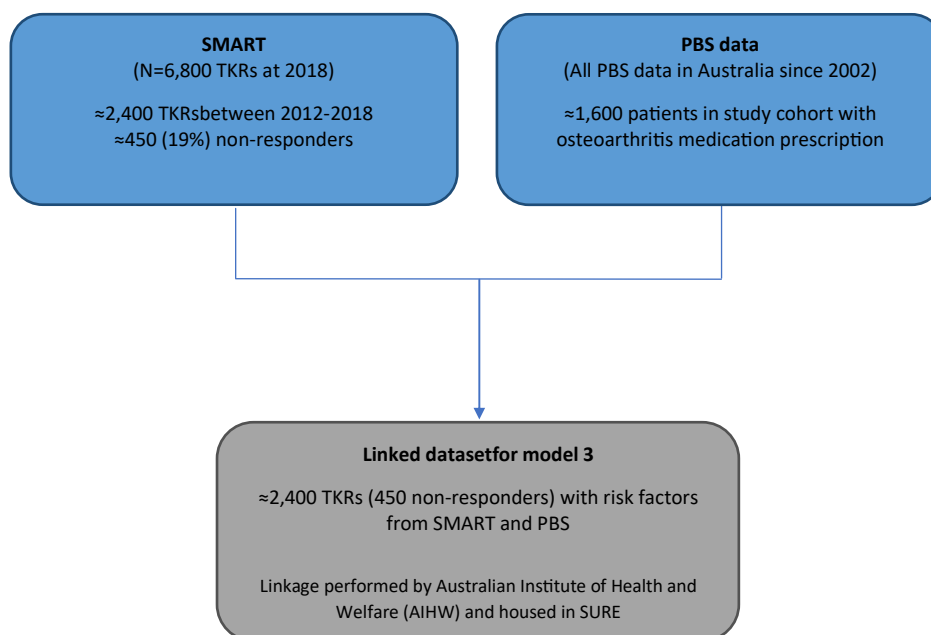 SMART
(N=6,800 TKRs at 2018)
≈2,400 TKRsbetween 2012-2018
≈450 (19%) non-responders
PBS data
(All PBS data in Australia since 2002)
≈1,600 patients in study cohort with
osteoarthritis medication prescription
Linked datasetfor model 3
≈2,400 TKRs (450 non-responders) with risk factors
from SMART and PBS
Linkage performed by Australian Institute of Health and
Welfare (AIHW) and housed in SURE